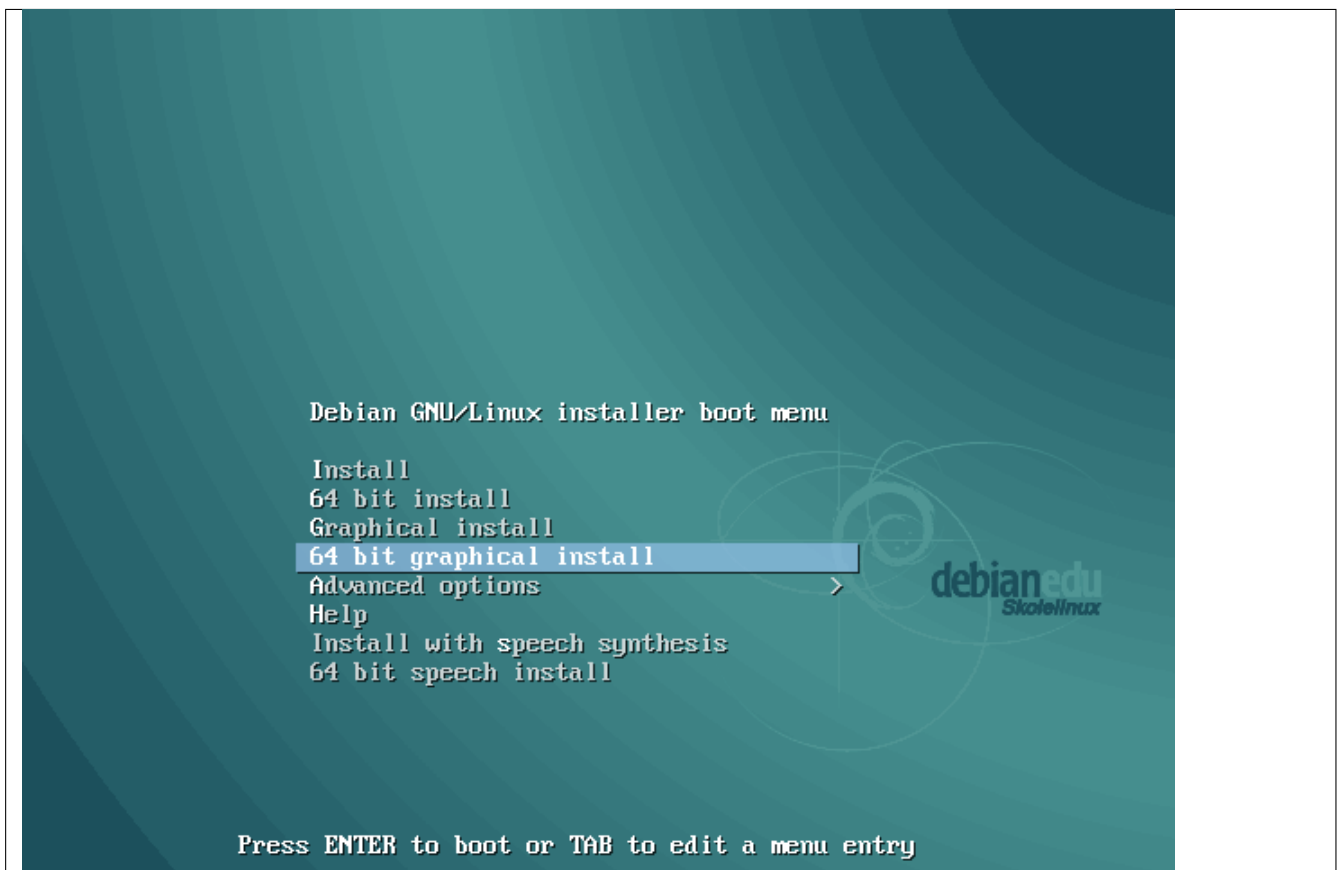 Debian GNU/Linux installer boot menu
Install
64 bit install
Graphical install
64 bit graphical install
Advanced options >
Help
Install with speech synthesis
64 bit speech install
debianedu
Skolelinux
Press ENTER to boot or TAB to edit a menu entry